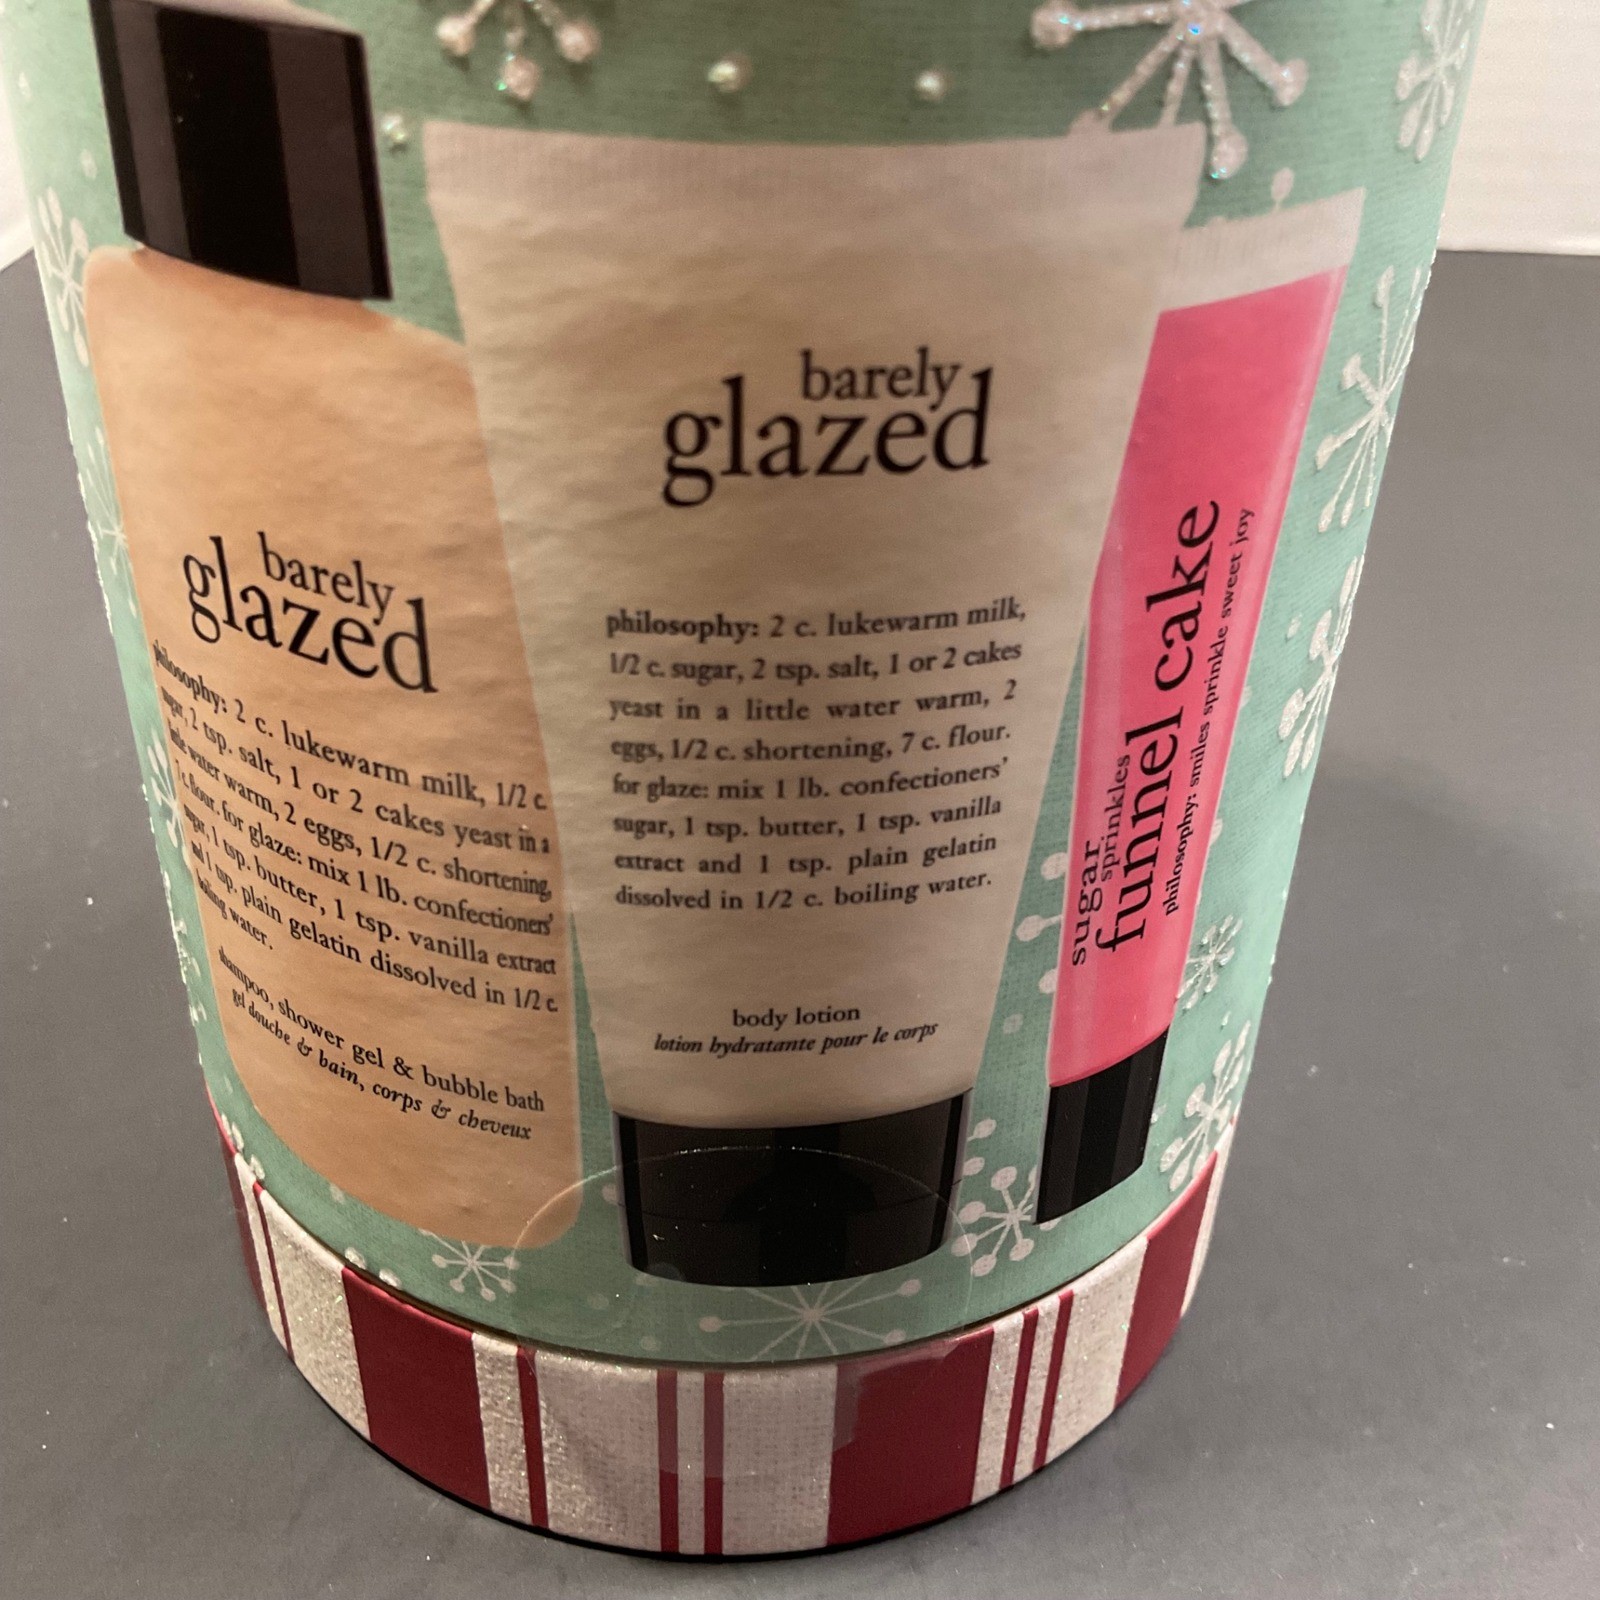 barely
glazed
philosophy: 2 c. lukewarm milk, 1/2 c.
sugar, 2 tsp. salt, 1 or 2 cakes yeast in a
little water warm, 2 eggs, 1/2 c. shortening,
7 c. flour. for glaze: mix 1 lb. confectioners'
sugar, 1 tsp. butter, 1 tsp. vanilla extract
and 1 tsp. plain gelatin dissolved in 1/2 c.
boiling water.
shampoo, shower gel & bubble bath
gel douche & bain, corps & cheveux
barely
glazed
philosophy: 2 c. lukewarm milk,
1/2 c. sugar, 2 tsp. salt, 1 or 2 cakes
yeast in a little water warm, 2
eggs, 1/2 c. shortening, 7 c. flour.
for glaze: mix 1 lb. confectioners'
sugar, 1 tsp. butter, 1 tsp. vanilla
extract and 1 tsp. plain gelatin
dissolved in 1/2 c. boiling water.
body lotion
lotion hydratante pour le corps
sugar
sprinkles
funnel cake
philosophy: smiles sprinkle sweet joy